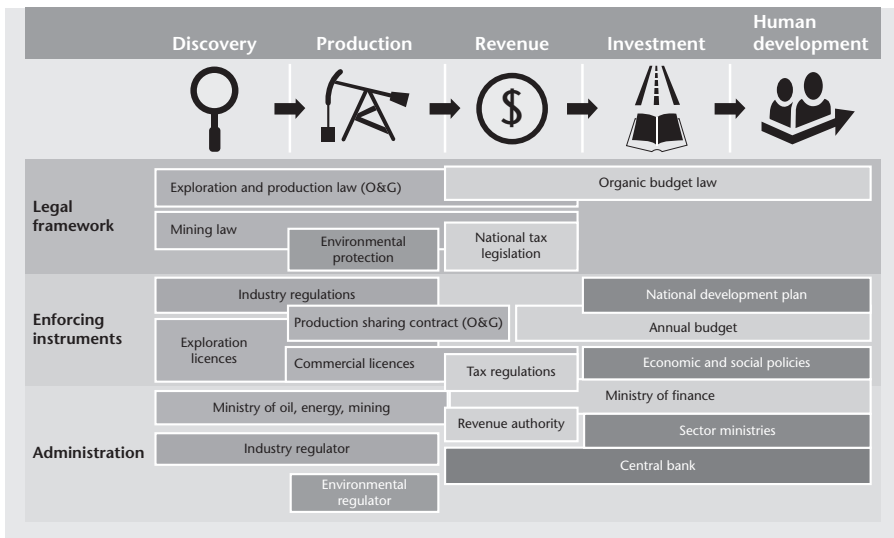 Discovery
Production
Revenue
Investment
Human
development
$
Legal
framework
Exploration and production law (O&G)
Organic budget law
Mining law
Environmental
protection
National tax
legislation
Enforcing
instruments
Industry regulations
National development plan
Production sharing contract (O&G)
Annual budget
Exploration
licences
Commercial licences
Tax regulations
Economic and social policies
Administration
Ministry of oil, energy, mining
Ministry of finance
Revenue authority
Sector ministries
Industry regulator
Central bank
Environmental
regulator